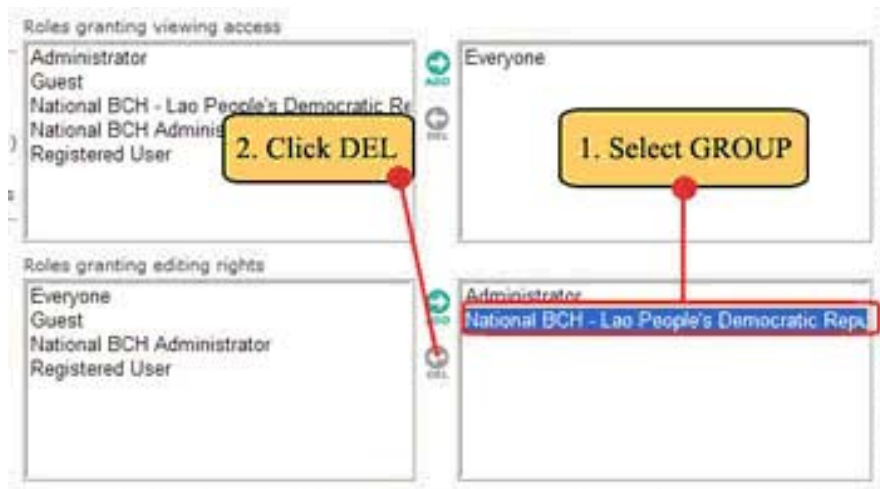 Roles granting viewing access
Administrator
Guest
National BCH - Lao People's Democratic Re
National BCH Adminis
Registered User
ADD
DEL
Everyone
2. Click DEL
1. Select GROUP
Roles granting editing rights
Everyone
Guest
National BCH Administrator
Registered User
DEL
Administrator
National BCH - Lao People's Democratic Repu